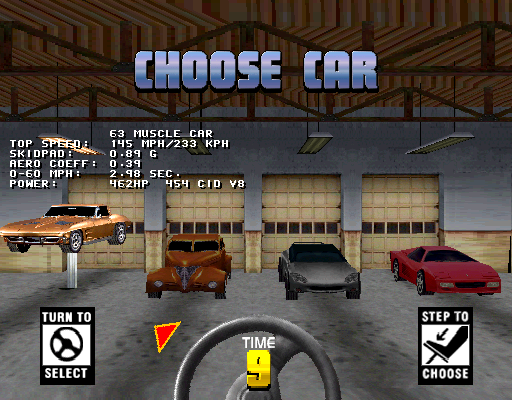 CHOOSE CAR
63 MUSCLE CAR
TOP SPEED: 145 MPH/233 KPH
SKIDPAD: 0.89 G
AERO COEFF: 0.39
0-60 MPH: 2.98 SEC.
POWER: 462HP 454 CID V8
TURN TO
SELECT
TIME
9
STEP TO
CHOOSE